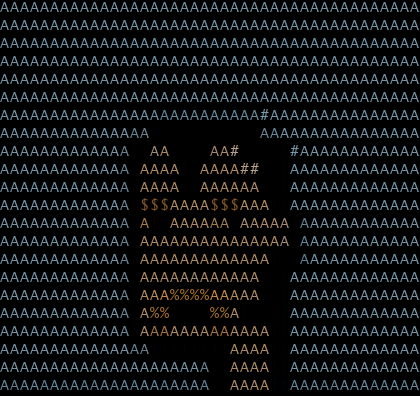 AAAAAAAAAAAAAAAAAAAAAAAAAAAAAAAAAAAAAAAAAA
AAAAAAAAAAAAAAAAAAAAAAAAAAAAAAAAAAAAAAAAAA
AAAAAAAAAAAAAAAAAAAAAAAAAAAAAAAAAAAAAAAAAA
AAAAAAAAAAAAAAAAAAAAAAAAAAAAAAAAAAAAAAAAAA
AAAAAAAAAAAAAAAAAAAAAAAAAAAAAAAAAAAAAAAAAA
AAAAAAAAAAAAAAAAAAAAAAAAAAAAAAAAAAAAAAAAAA
AAAAAAAAAAAAAAAAAAAAAAAAAA#AAAAAAAAAAAAAAA
AAAAAAAAAAAAAAA           AAAAAAAAAAAAAAAA
AAAAAAAAAAAAA  AA    AA#     #AAAAAAAAAAAA
AAAAAAAAAAAAA AAAA  AAAA##   AAAAAAAAAAAAA
AAAAAAAAAAAAA AAAA  AAAAAA   AAAAAAAAAAAAA
AAAAAAAAAAAAA $$$AAAA$$$AAA  AAAAAAAAAAAAA
AAAAAAAAAAAAA A  AAAAAA AAAAA AAAAAAAAAAAA
AAAAAAAAAAAAA AAAAAAAAAAAAAAA AAAAAAAAAAAA
AAAAAAAAAAAAA AAAAAAAAAAAAA   AAAAAAAAAAAA
AAAAAAAAAAAAA AAAAAAAAAAAA   AAAAAAAAAAAAA
AAAAAAAAAAAAA AAA%%%%AAAAA   AAAAAAAAAAAAA
AAAAAAAAAAAAA A%%    %%A     AAAAAAAAAAAAA
AAAAAAAAAAAAA AAAAAAAAAAAAA  AAAAAAAAAAAAA
AAAAAAAAAAAAAAA        AAAA  AAAAAAAAAAAAA
AAAAAAAAAAAAAAAAAAAAA  AAAA  AAAAAAAAAAAAA
AAAAAAAAAAAAAAAAAAAAA  AAAA  AAAAAAAAAAAAA